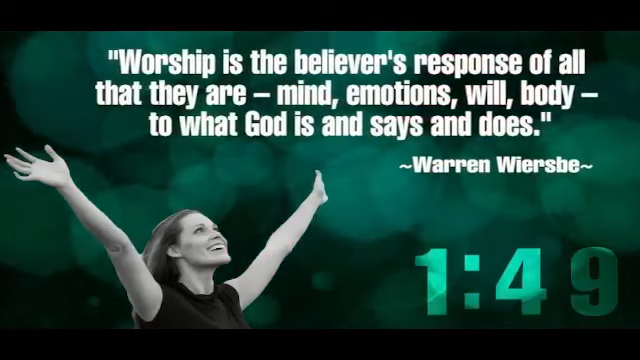 "Worship is the believer's response of all
that they are – mind, emotions, will, body –
to what God is and says and does."
~Warren Wiersbe~
1:49